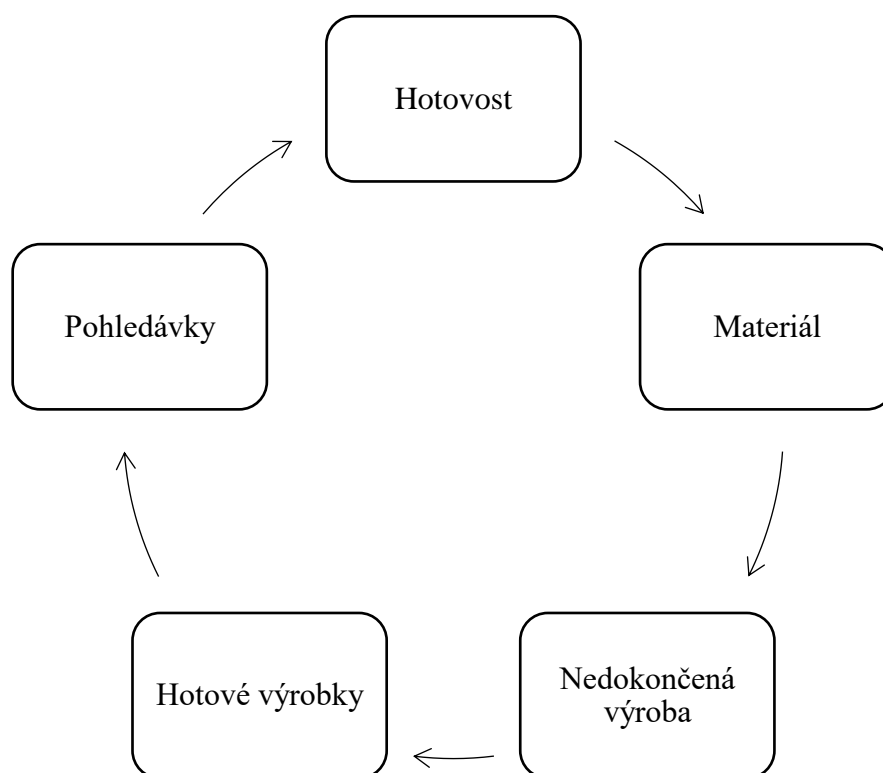 Hotovost
Materiál
Nedokončená
výroba
Hotové výrobky
Pohledávky